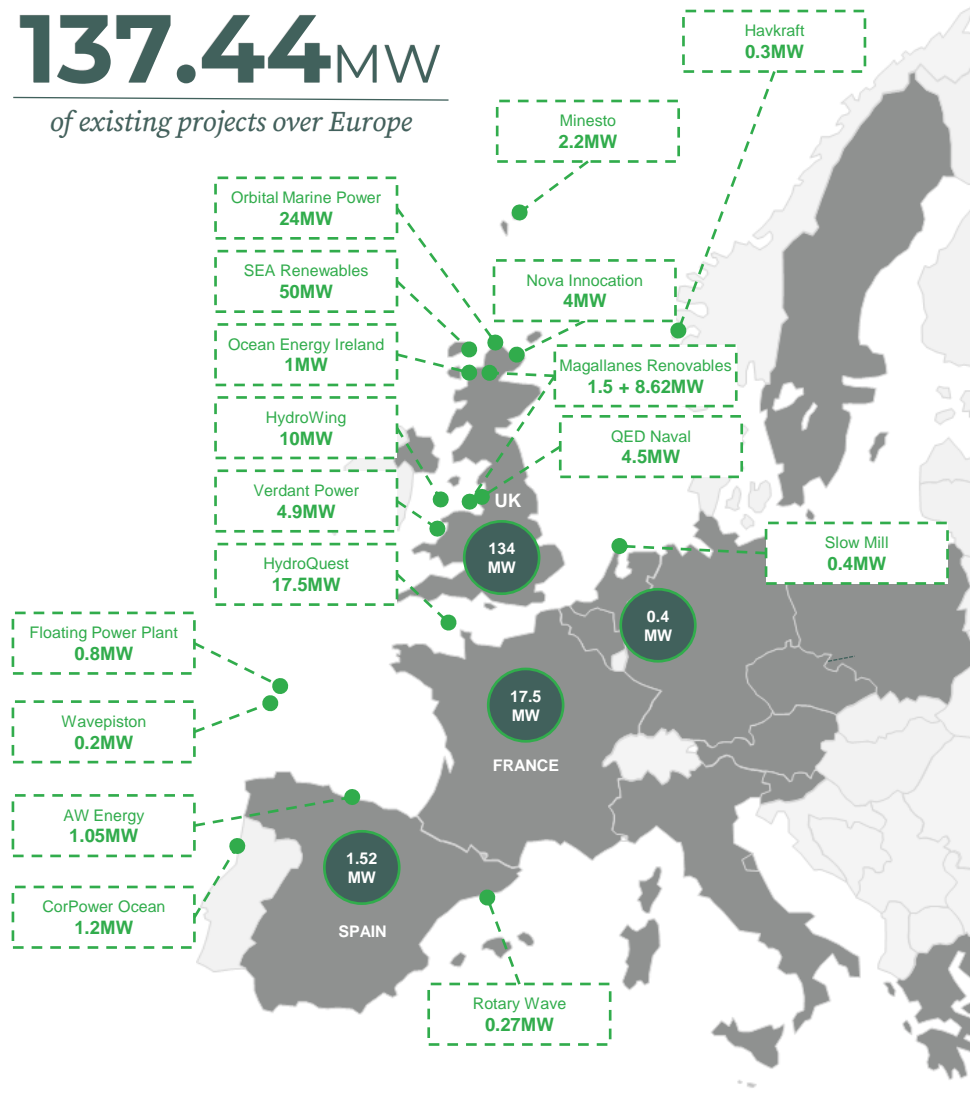 137.44MW
of existing projects over Europe
Havkraft
0.3MW
Minesto
2.2MW
Orbital Marine Power
24MW
SEA Renewables
50MW
Nova Innocation
4MW
Ocean Energy Ireland
1MW
Magallanes Renovables
1.5 + 8.62MW
HydroWing
10MW
QED Naval
4.5MW
Verdant Power
4.9MW
UK
134
MW
HydroQuest
17.5MW
Slow Mill
0.4MW
0.4
MW
Floating Power Plant
0.8MW
Wavepiston
0.2MW
17.5
MW
FRANCE
AW Energy
1.05MW
1.52
MW
SPAIN
CorPower Ocean
1.2MW
Rotary Wave
0.27MW